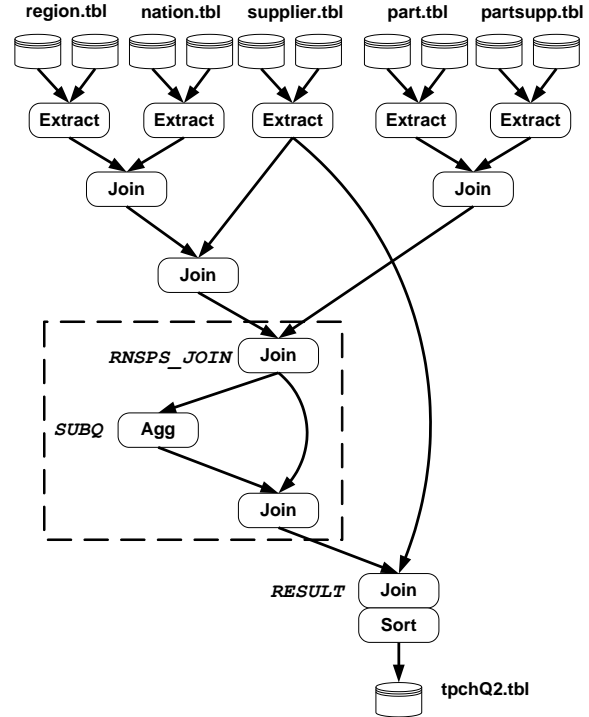 region.tbl nation.tbl supplier.tbl part.tbl partsupp.tbl
Extract Extract Extract Extract Extract
Join Join
Join
RNSPS_JOIN Join
SUBQ Agg
Join
RESULT Join
Sort
tpchQ2.tbl